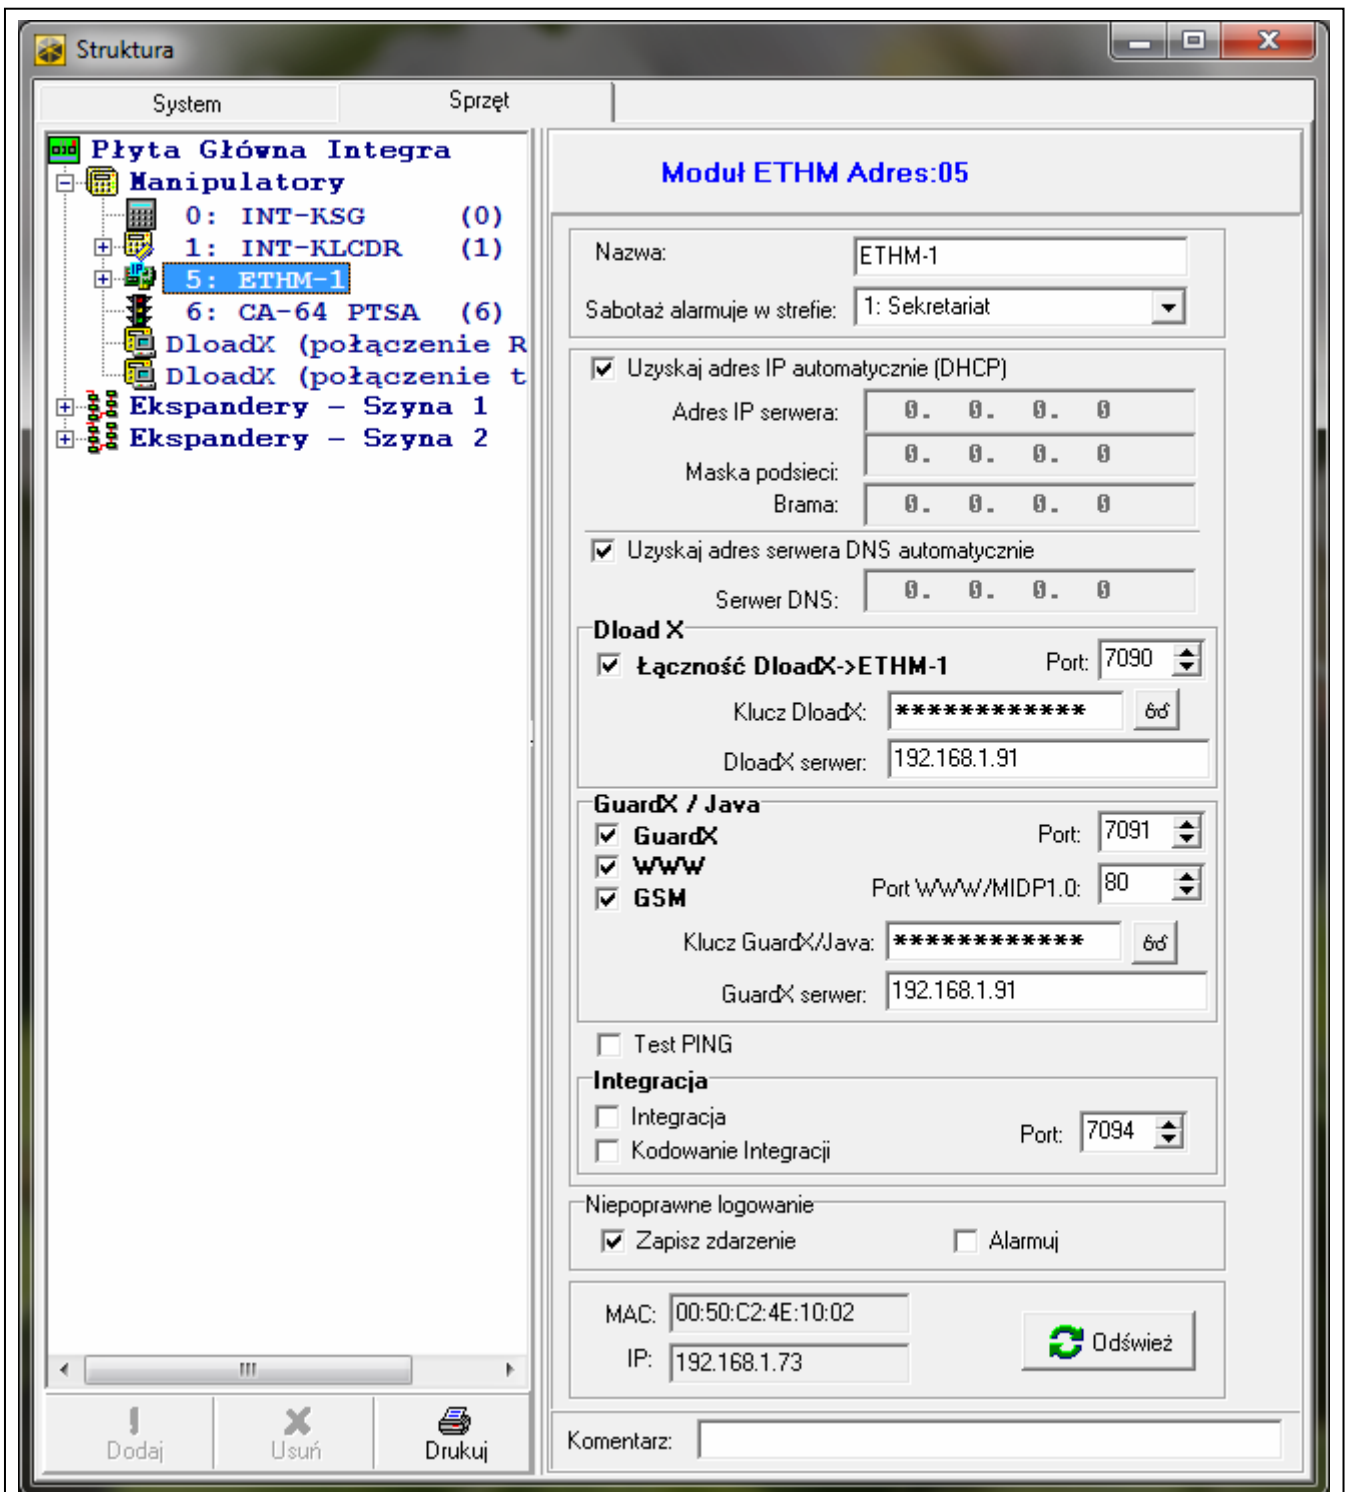 Struktura
System
Sprzęt
Płyta Główna Integra
Manipulatory
0: INT-KSG (0)
1: INT-KLCDR (1)
5: ETHM-1
6: CA-64 PTSA (6)
DloadX (połączenie R
DloadX (połączenie t
Ekspandery - Szyna 1
Ekspandery - Szyna 2
Dodaj
Usuń
Drukuj
Moduł ETHM Adres:05
Nazwa: ETHM-1
Sabotaż alarmuje w strefie: 1: Sekretariat
Uzyskaj adres IP automatycznie (DHCP)
Adres IP serwera: 0. 0. 0. 0
Maska podsieci: 0. 0. 0. 0
Brama: 0. 0. 0. 0
Uzyskaj adres serwera DNS automatycznie
Serwer DNS: 0. 0. 0. 0
Dload X
Łączność DloadX->ETHM-1 Port: 7090
Klucz DloadX: ************
DloadX serwer: 192.168.1.91
GuardX / Java
GuardX Port: 7091
WWW
Port WWW/MIDP1.0: 80
GSM
Klucz GuardX/Java: ************
GuardX serwer: 192.168.1.91
Test PING
Integracja
Integracja
Port: 7094
Kodowanie Integracji
Niepoprawne logowanie
Zapisz zdarzenie Alarmuj
MAC: 00:50:C2:4E:10:02
IP: 192.168.1.73
Odśwież
Komentarz: